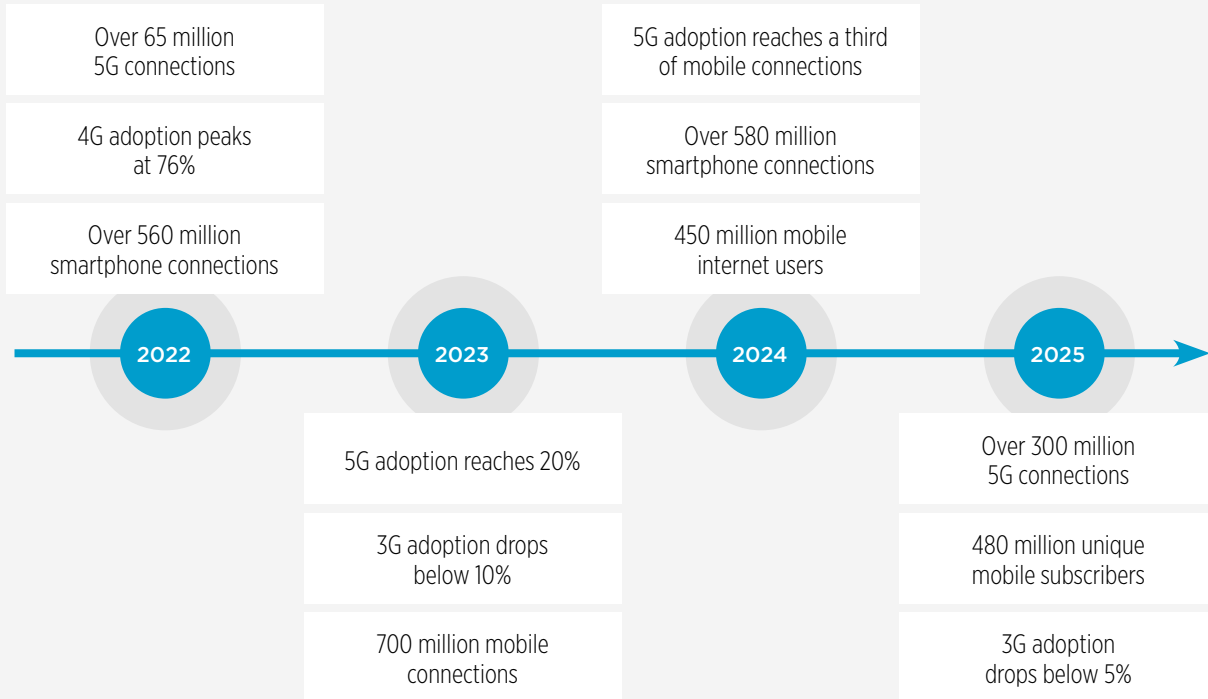 Over 65 million
5G connections
4G adoption peaks
at 76%
Over 560 million
smartphone connections
5G adoption reaches a third
of mobile connections
Over 580 million
smartphone connections
450 million mobile
internet users
2022
2023
2024
2025
5G adoption reaches 20%
3G adoption drops
below 10%
700 million mobile
connections
Over 300 million
5G connections
480 million unique
mobile subscribers
3G adoption
drops below 5%